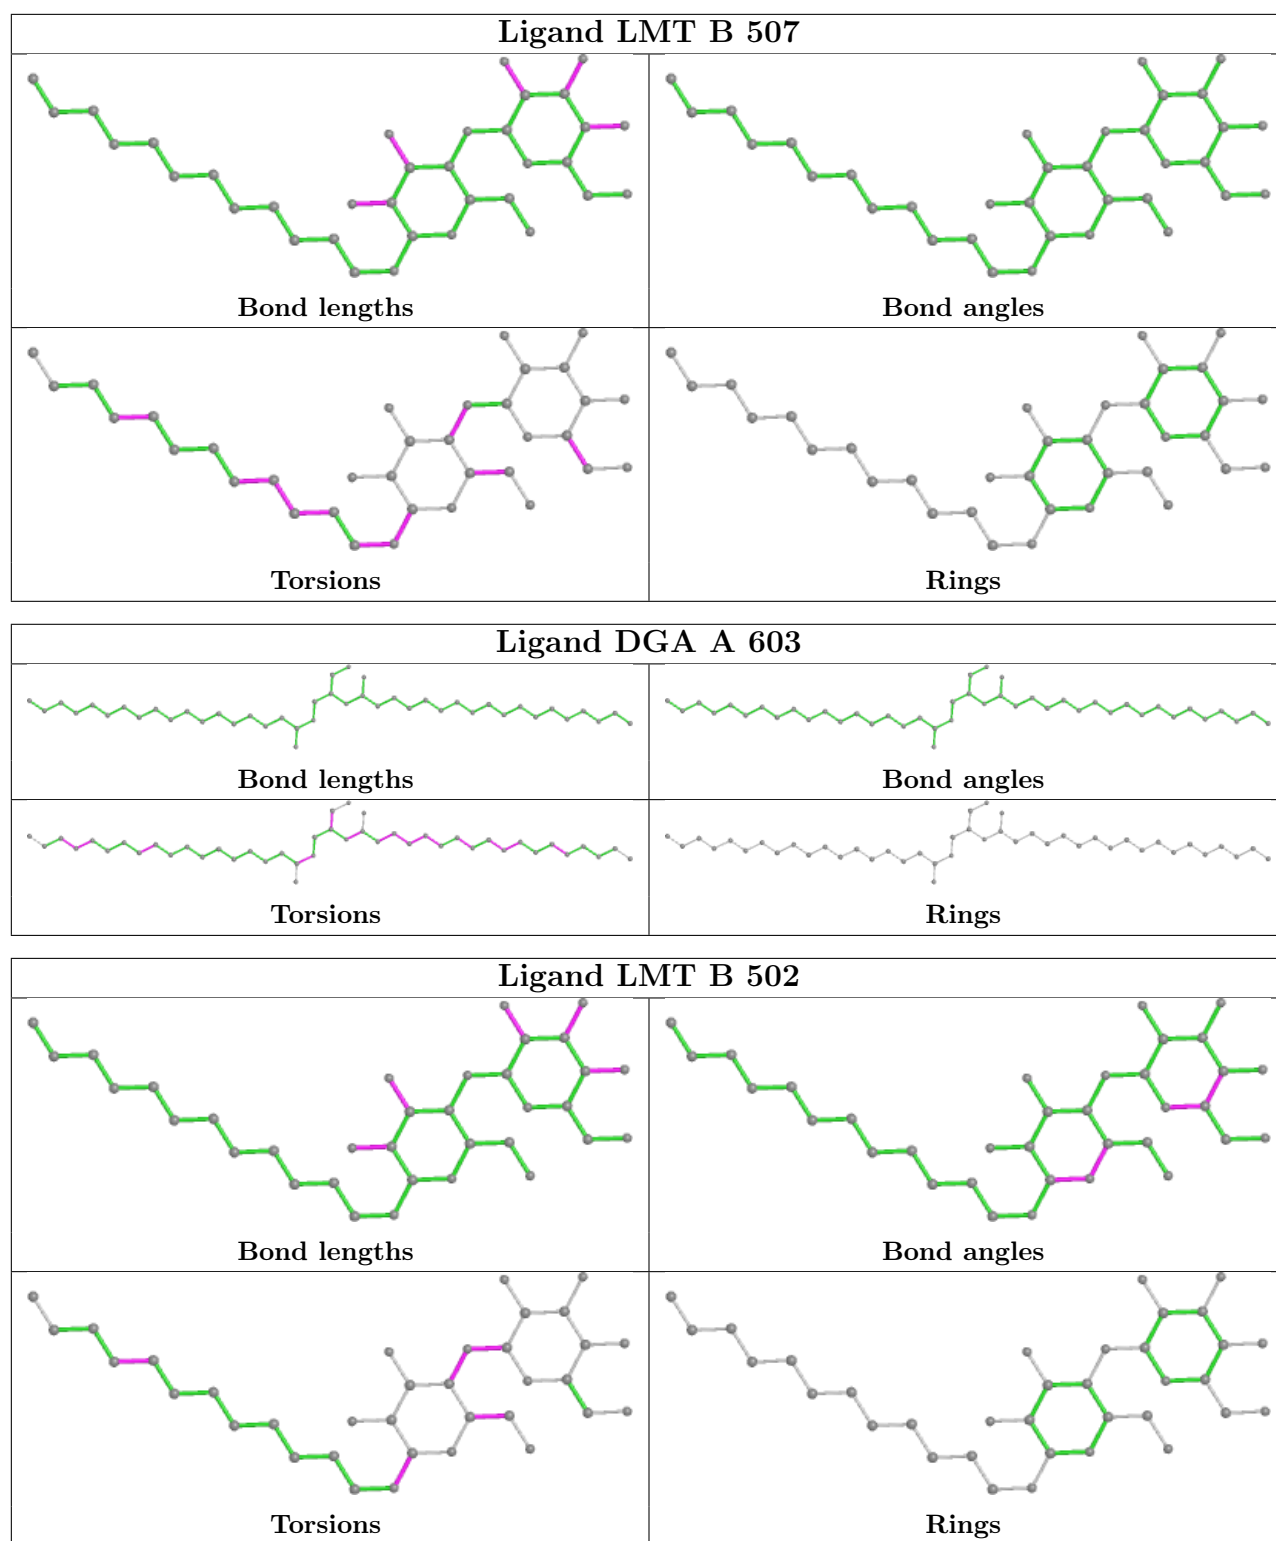 Ligand LMT B 507
Bond lengths
Bond angles
Torsions
Rings
Ligand DGA A 603
Bond lengths
Bond angles
Torsions
Rings
Ligand LMT B 502
Bond lengths
Bond angles
Torsions
Rings